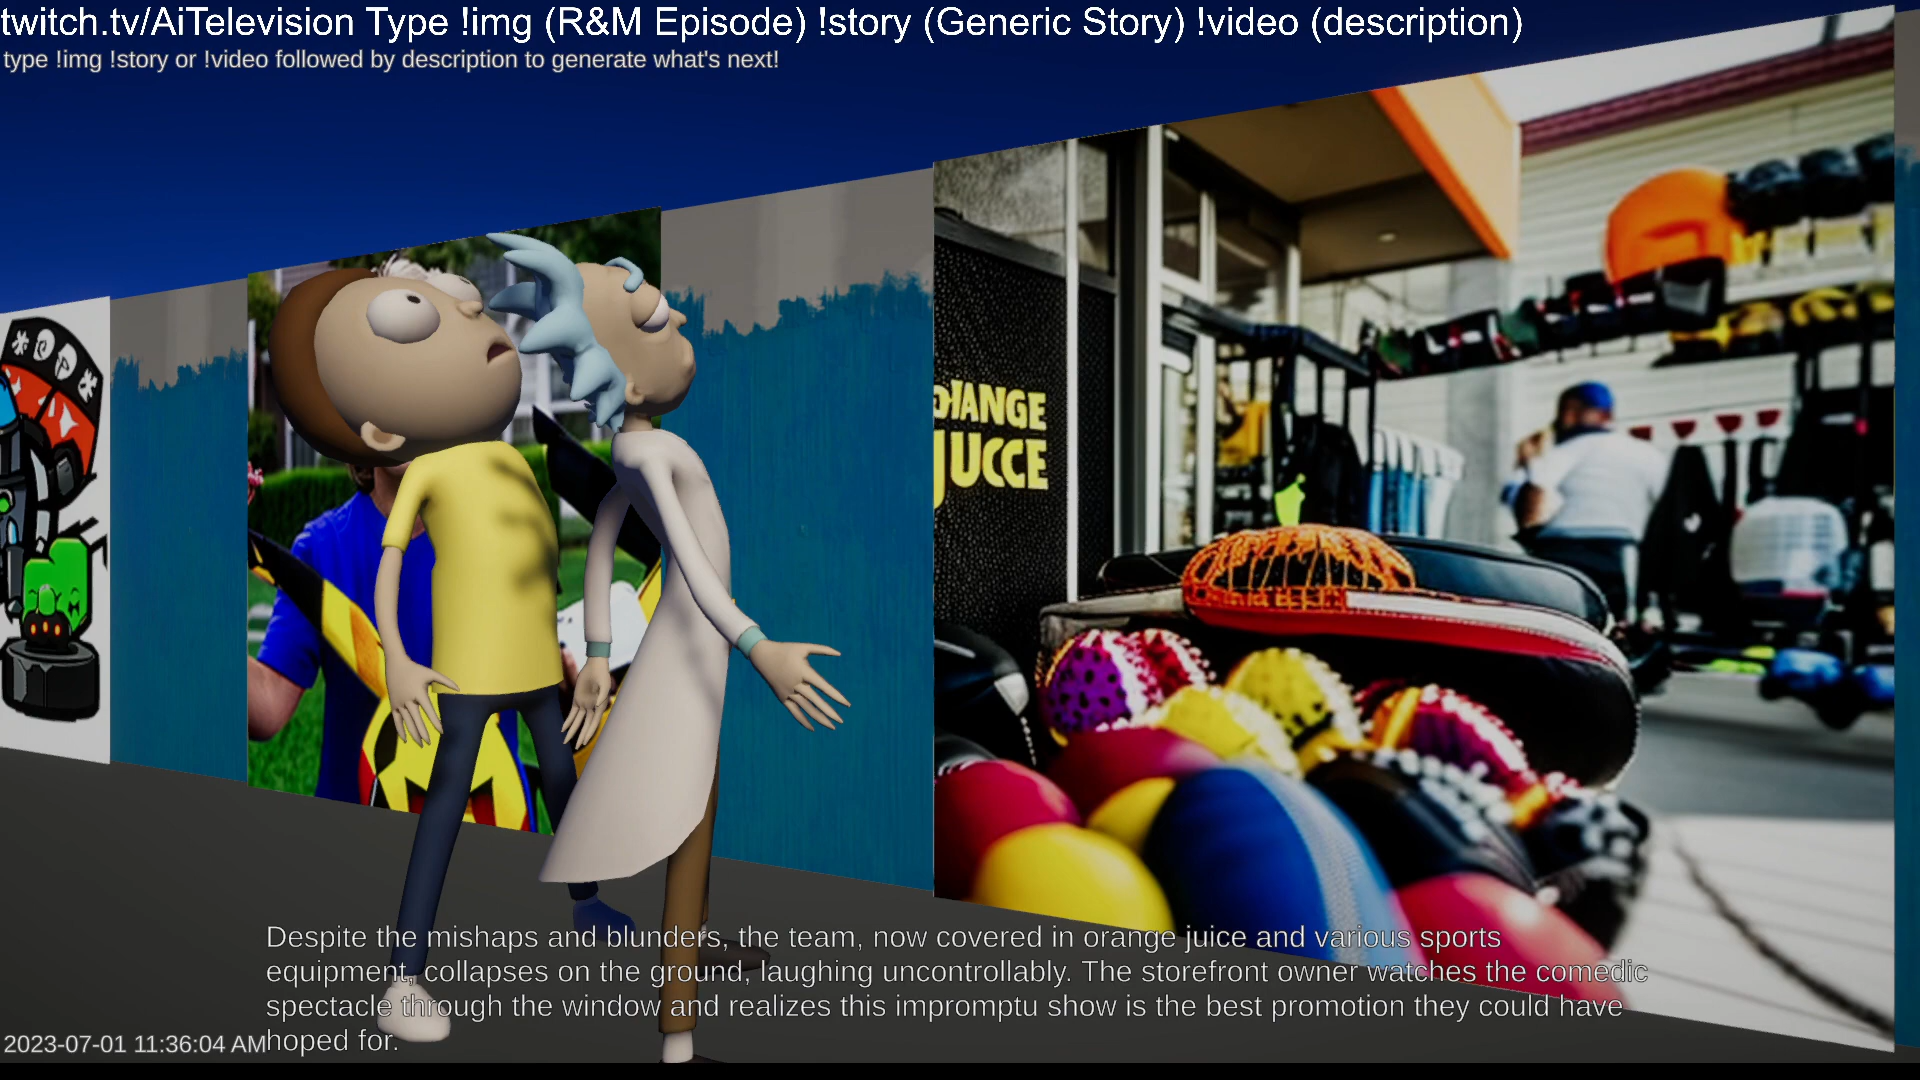 twitch.tv/AiTelevision Type !img (R&M Episode) !story (Generic Story) !video (description)
type !img !story or !video followed by description to generate what's next!
JUCCE
Despite the mishaps and blunders, the team, now covered in orange juice and various sports
equipment, collapses on the ground, laughing uncontrollably. The storefront owner watches the comedic
spectacle through the window and realizes this impromptu show is the best promotion they could have
hoped for.
2023-07-01 11:36:04 AM